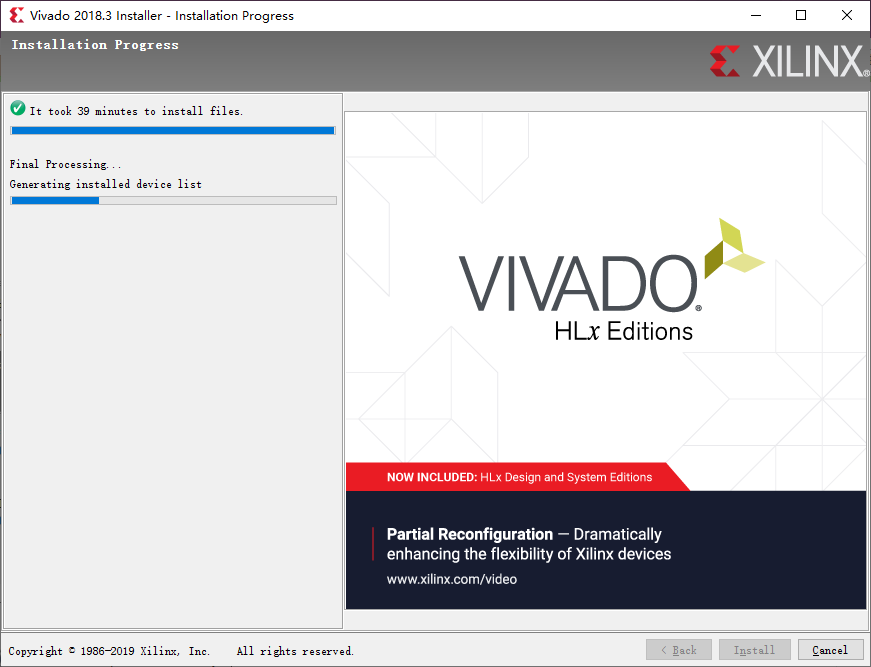 Vivado 2018.3 Installer - Installation Progress
Installation Progress
XILINX®
It took 39 minutes to install files.
Final Processing...
Generating installed device list
VIVADO®
HLx Editions
NOW INCLUDED: HLx Design and System Editions
Partial Reconfiguration — Dramatically
enhancing the flexibility of Xilinx devices
www.xilinx.com/video
Copyright © 1986-2019 Xilinx, Inc. All rights reserved.
< Back
Install
Cancel